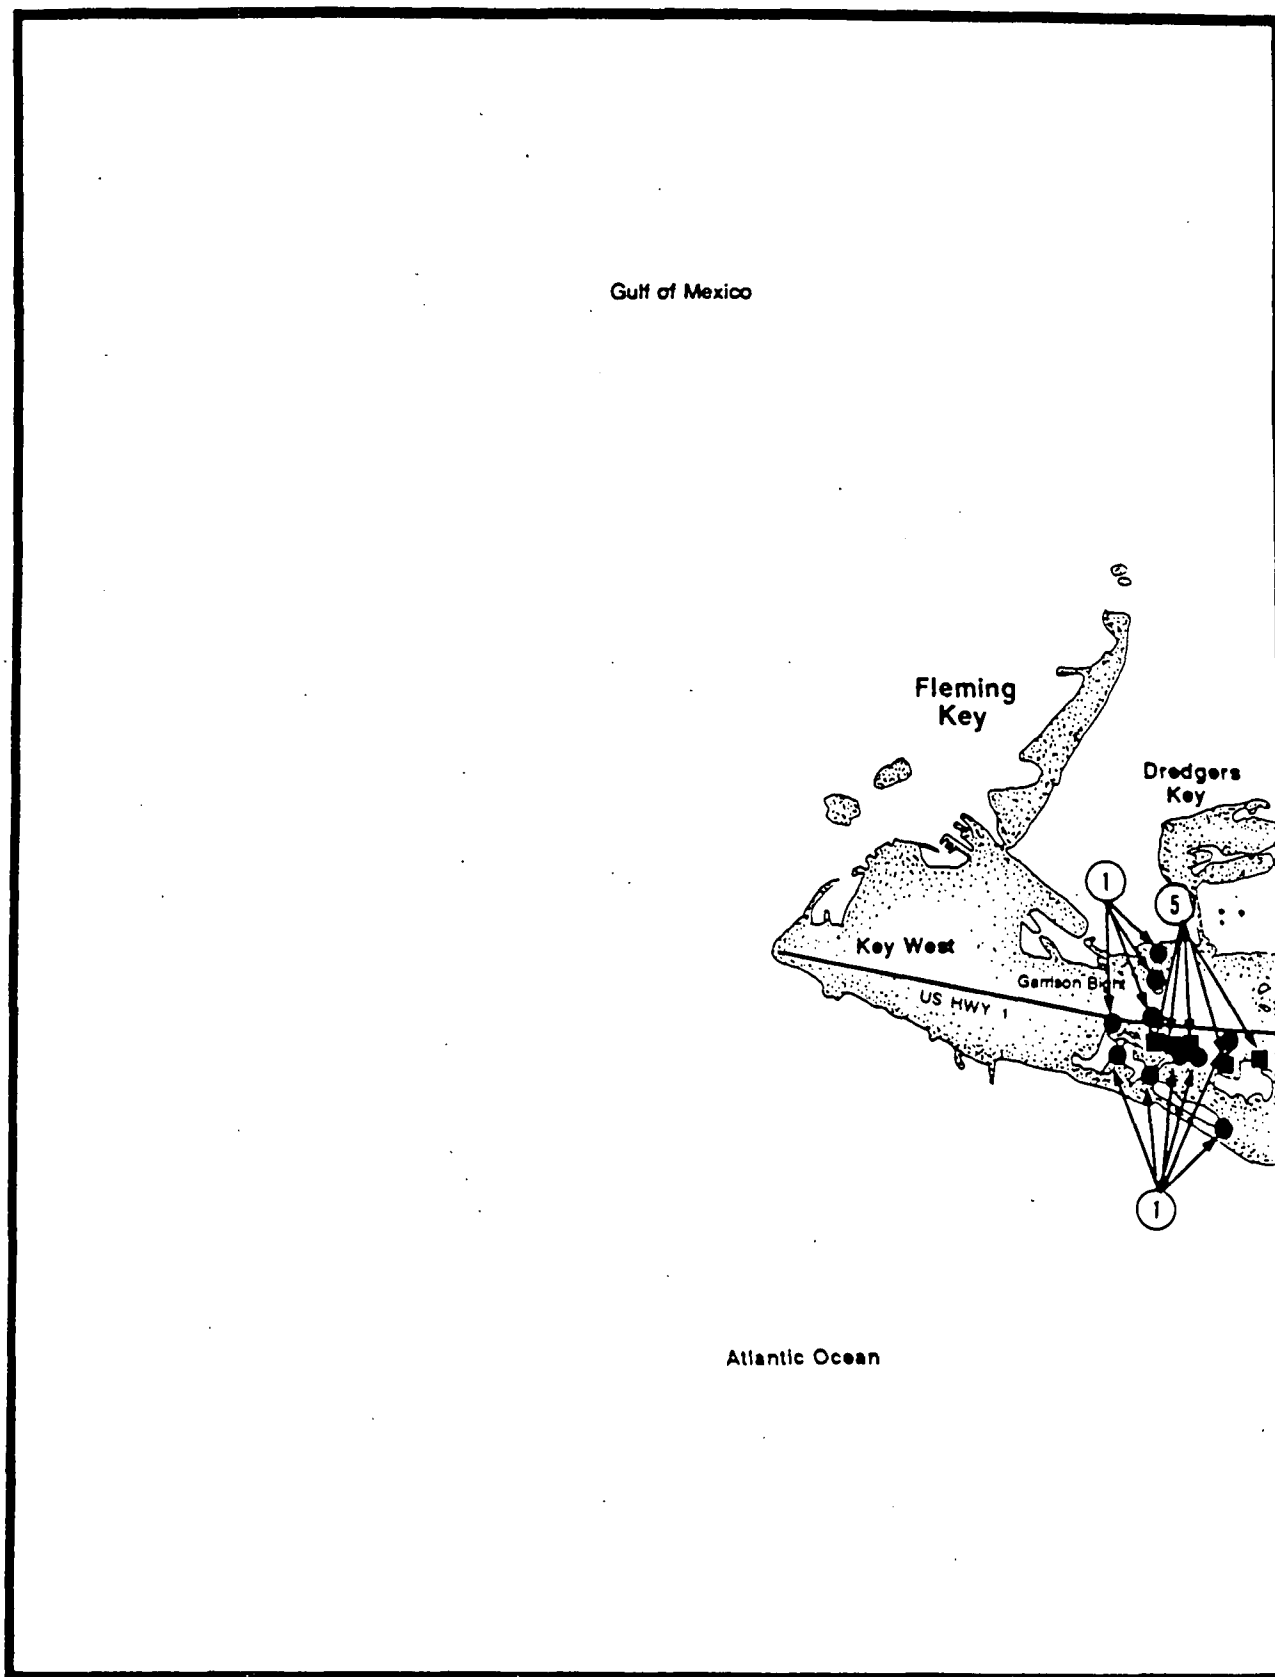 Gulf of Mexico
Fleming
Key
Dredgers
Key
1
5
Key West
Garrison Bight
US HWY 1
1
Atlantic Ocean